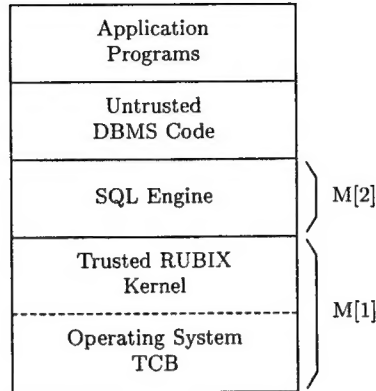 Application
Programs
Untrusted
DBMS Code
SQL Engine
M[2]
Trusted RUBIX
Kernel
M[1]
Operating System
TCB